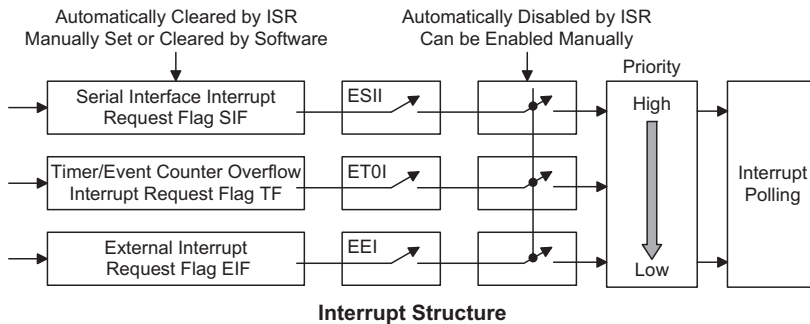 Automatically Cleared by ISR
Manually Set or Cleared by Software
Automatically Disabled by ISR
Can be Enabled Manually
Priority
Serial Interface Interrupt
Request Flag SIF
ESII
High
Timer/Event Counter Overflow
Interrupt Request Flag TF
ET0I
Interrupt
Polling
External Interrupt
Request Flag EIF
EEI
Low
Interrupt Structure